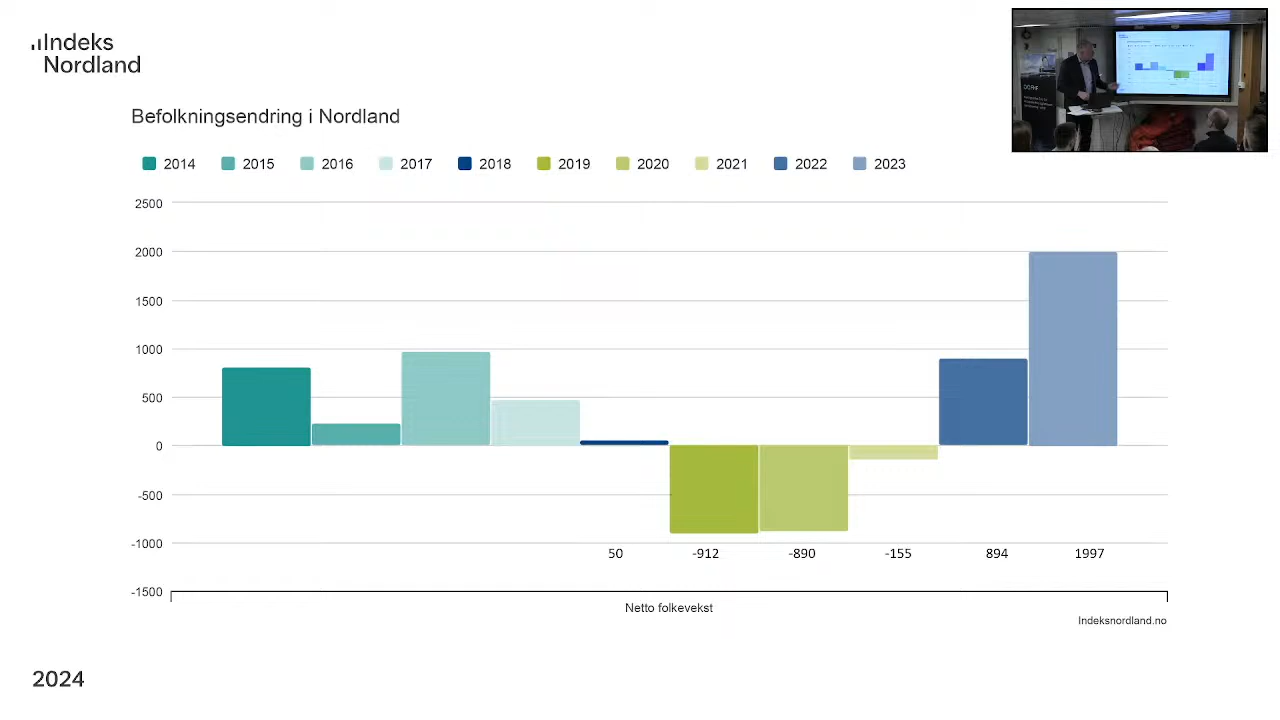 Indeks
Nordland
Befolkningsendring i Nordland
2014 2015 2016 2017 2018 2019 2020 2021 2022 2023
2500
2000
1500
1000
500
0
-500
-1000
50 -912 -890 -155 894 1997
-1500
Netto folkevekst
Indeksnordland.no
2024